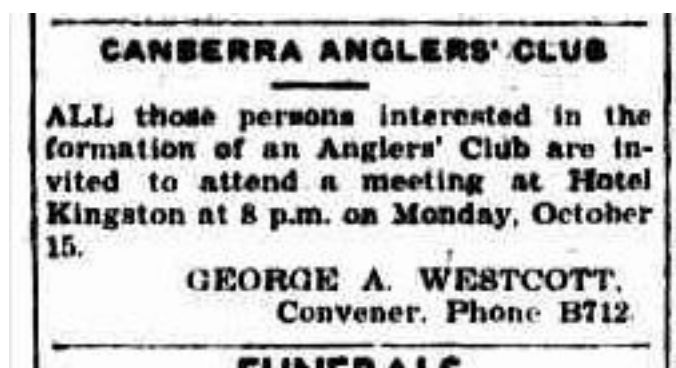 CANBERRA ANGLERS' CLUB
ALL those persons interested in the
formation of an Anglers' Club are in-
vited to attend a meeting at Hotel
Kingston at 8 p.m. on Monday, October
15.
GEORGE A. WESTCOTT,
Convener. Phone B712.
FUNERALS